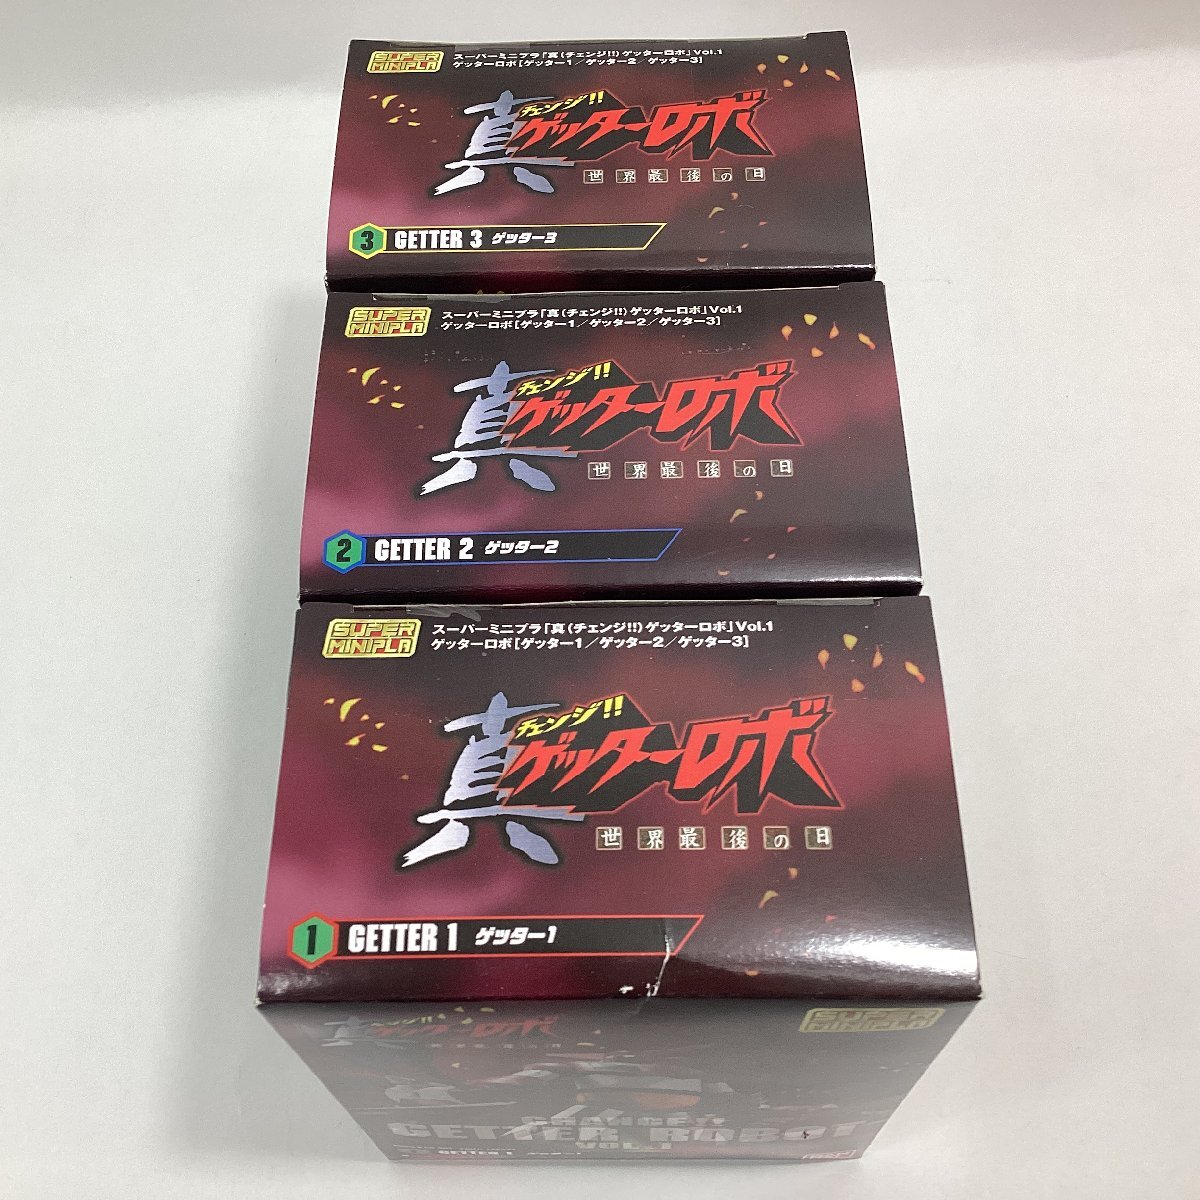 SUPER MINIPLA
スーパーミニプラ「真(チェンジ!!)ゲッターロボ」Vol.1
ゲッターロボ[ゲッター1/ゲッター2/ゲッター3]
チェンジ!!
真ゲッターロボ
世界最後の日
3 GETTER 3 ゲッター3
SUPER MINIPLA
スーパーミニプラ「真(チェンジ!!)ゲッターロボ」Vol.1
ゲッターロボ[ゲッター1/ゲッター2/ゲッター3]
チェンジ!!
真ゲッターロボ
世界最後の日
2 GETTER 2 ゲッター2
SUPER MINIPLA
スーパーミニプラ「真(チェンジ!!)ゲッターロボ」Vol.1
ゲッターロボ[ゲッター1/ゲッター2/ゲッター3]
チェンジ!!
真ゲッターロボ
世界最後の日
1 GETTER 1 ゲッター1
真ゲッターロボ
SUPER MINIPLA
GETTER ROBOT
VOL.1
GETTER 1